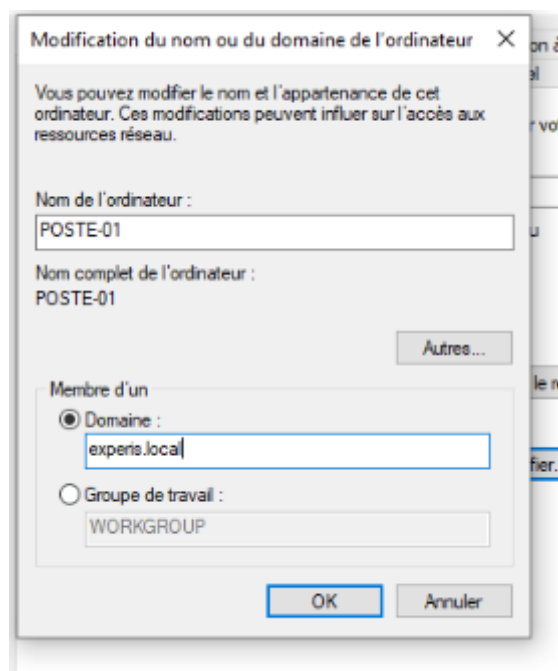 Modification du nom ou du domaine de l'ordinateur
Vous pouvez modifier le nom et l'appartenance de cet
ordinateur. Ces modifications peuvent influer sur l'accès aux
ressources réseau.
Nom de l'ordinateur :
POSTE-01
Nom complet de l'ordinateur :
POSTE-01
Autres...
Membre d'un
Domaine :
experis.local
Groupe de travail :
WORKGROUP
OK Annuler